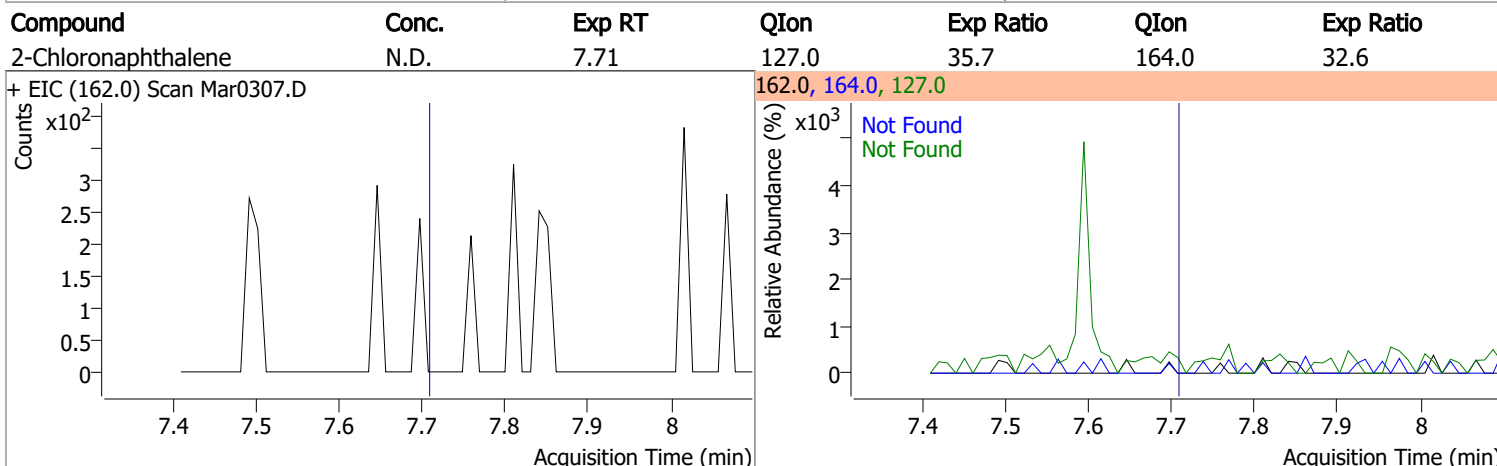 Compound Conc. Exp RT QIon Exp Ratio QIon Exp Ratio
2-Chloronaphthalene N.D. 7.71 127.0 35.7 164.0 32.6
+ EIC (162.0) Scan Mar0307.D
Counts
x10²
3
2.5
2
1.5
1
0.5
0
7.4 7.5 7.6 7.7 7.8 7.9 8
Acquisition Time (min)
162.0, 164.0, 127.0
Relative Abundance (%)
x10³
Not Found
Not Found
4
3
2
1
0
7.4 7.5 7.6 7.7 7.8 7.9 8
Acquisition Time (min)